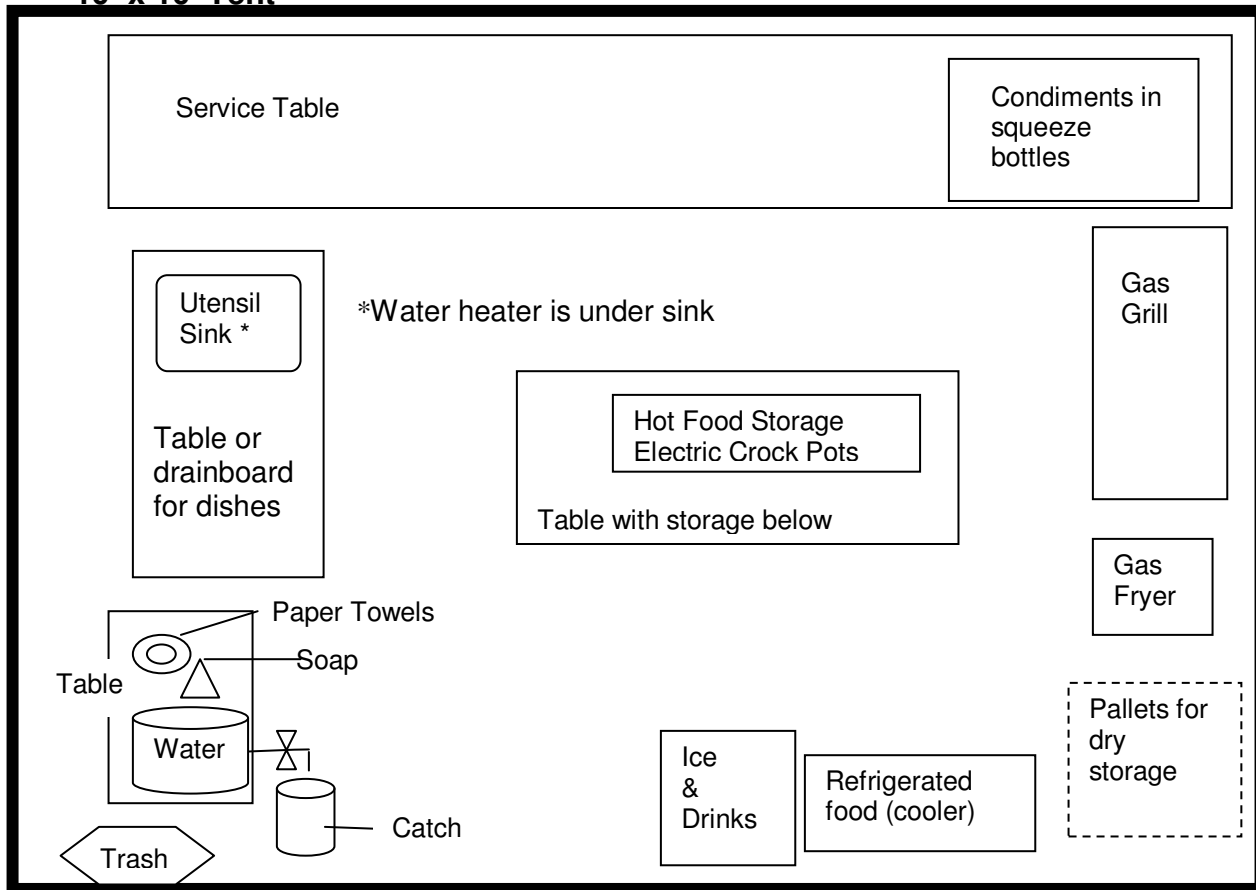 x Tent
Service Table
Condiments in
squeeze
bottles
Utensil
Sink *
*Water heater is under sink
Gas
Grill
Hot Food Storage
Electric Crock Pots
Table or
drainboard
for dishes
Table with storage below
Gas
Fryer
Paper Towels
Soap
Table
Water
Pallets for
dry
storage
Ice
&
Drinks
Refrigerated
food (cooler)
Catch
Trash